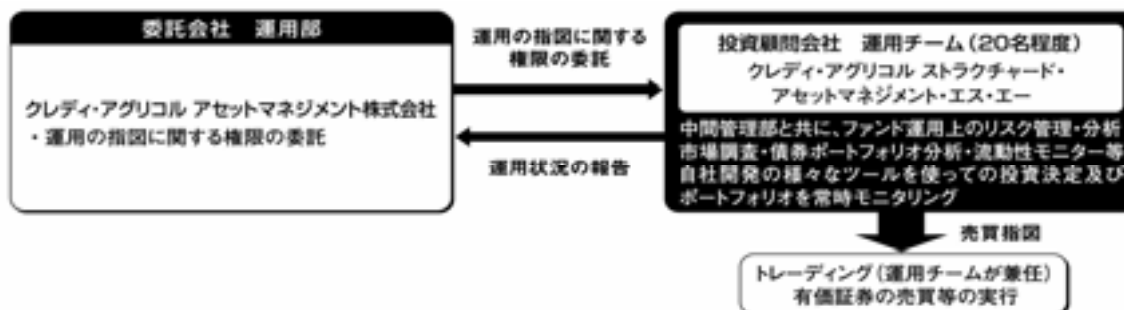 委託会社 運用部
クレディ・アグリコル アセットマネジメント株式会社
・運用の指図に関する権限の委託
運用の指図に関する
権限の委託
運用状況の報告
投資顧問会社 運用チーム(20名程度)
クレディ・アグリコル ストラクチャード・
アセットマネジメント・エス・エー
中間管理部と共に、ファンド運用上のリスク管理・分析
市場調査・債券ポートフォリオ分析・流動性モニター等
自社開発の種々なツールを使っての投資決定及び
ポートフォリオを常時モニタリング
売買指図
トレーディング(運用チームが兼任)
有価証券の売買等の実行